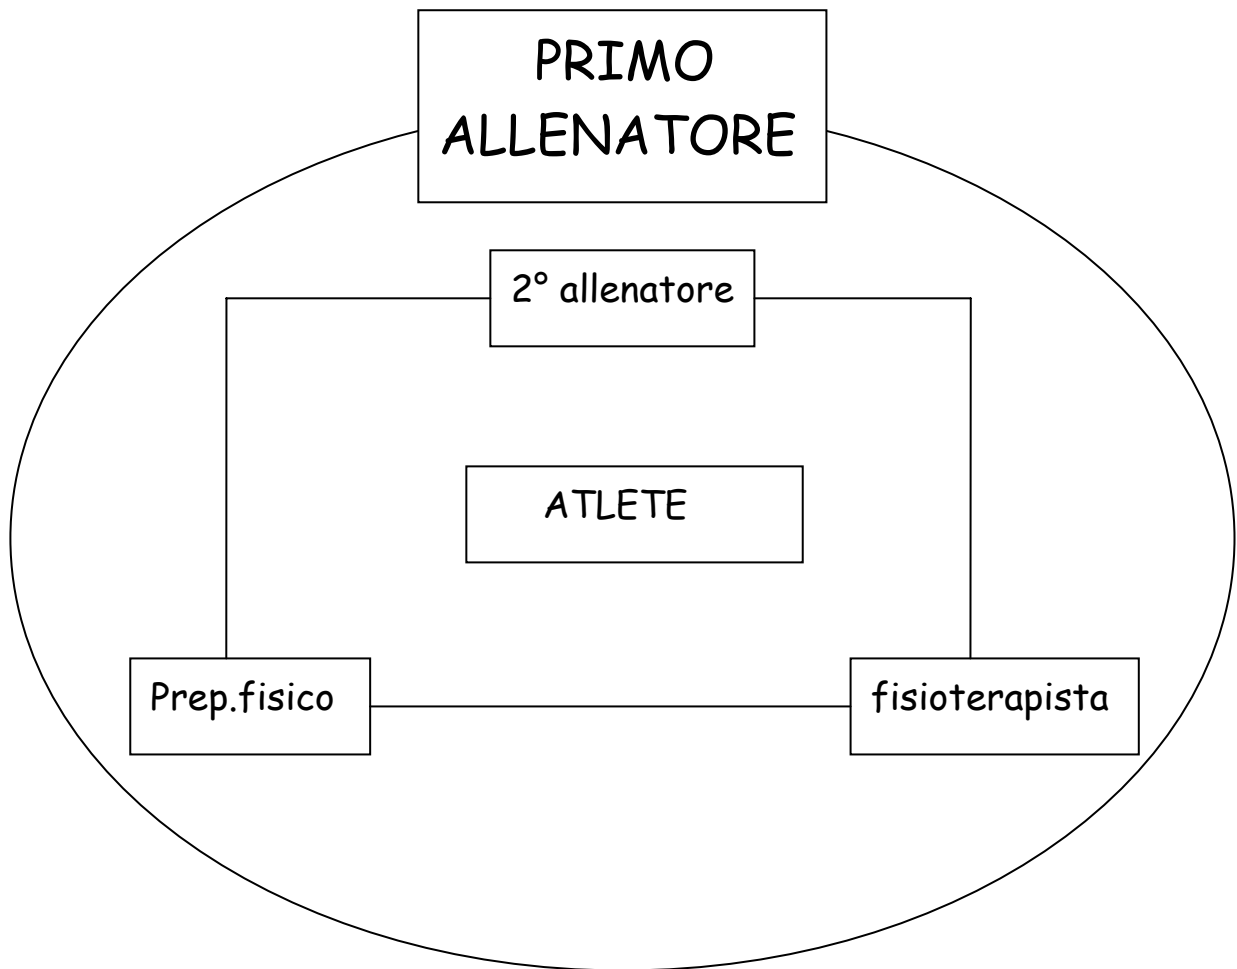 PRIMO
ALLENATORE
2° allenatore
ATLETE
Prep.fisico
fisioterapista